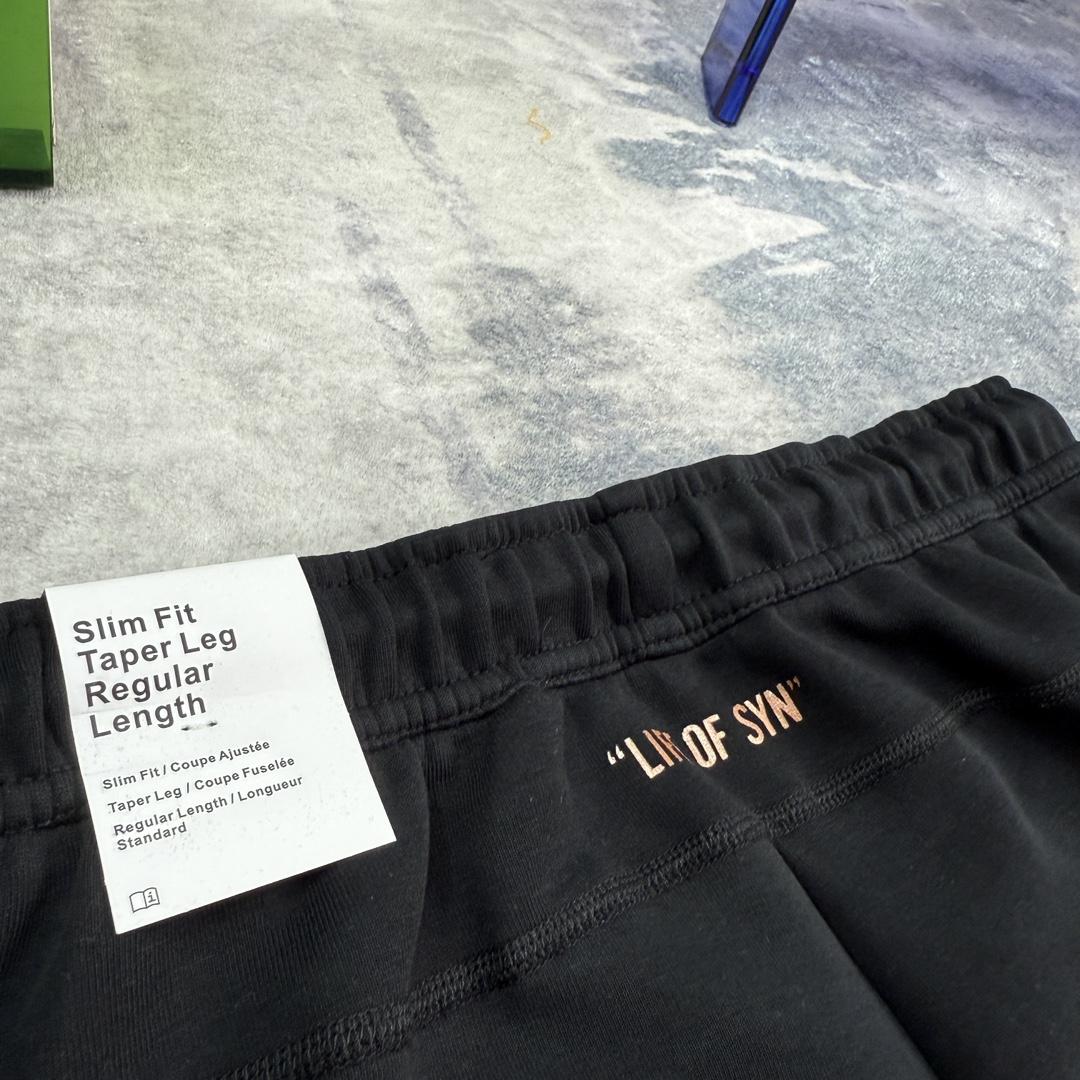 Slim Fit
Taper Leg
Regular
Length
Slim Fit / Coupe Ajustée
Taper Leg / Coupe Fuselée
Regular Length / Longueur
Standard
i
OF SYN”